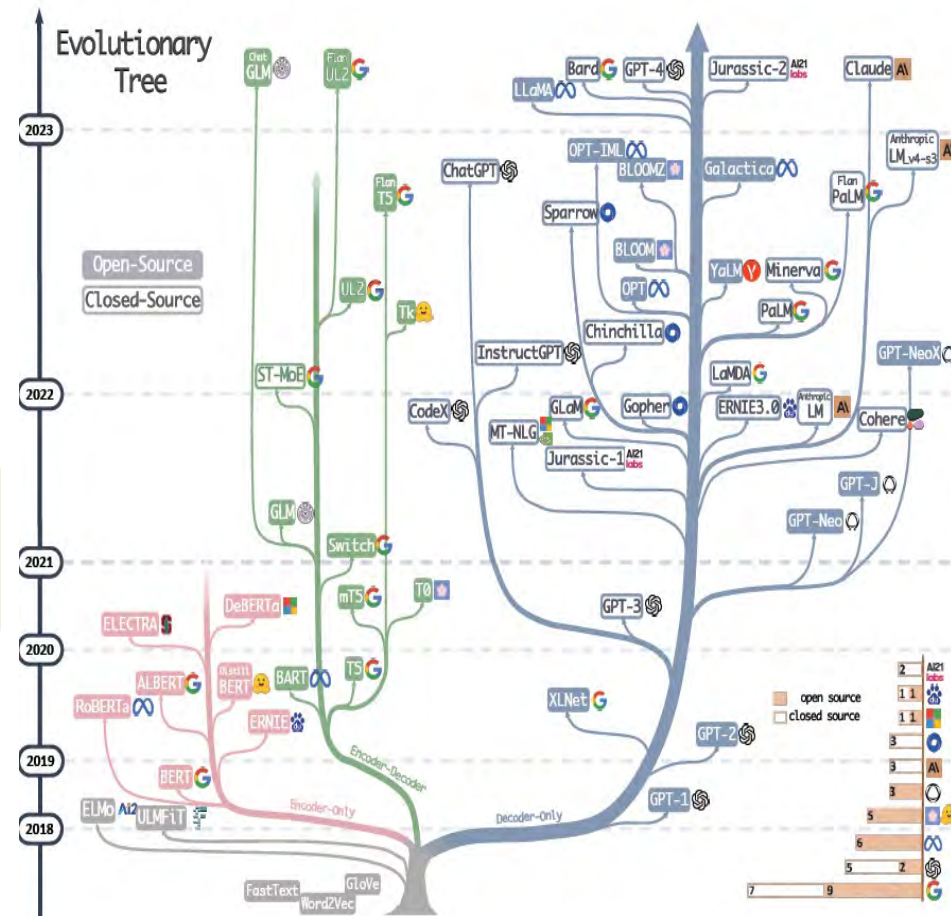 Evolutionary
Tree
2023
2022
2021
2020
2019
2018
Open-Source
Closed-Source
Chat
GLM
Flan
UL2
Flan
T5
UL2
Tk
ST-MoE
GLM
Switch
mT5
T0
T5
BART
Encoder-Decoder
DeBERTa
ELECTRA
Distill
BERT
ALBERT
RoBERTa
ERNIE
BERT
Encoder-Only
ELMo
Ai2
ULMFiT
FastText
GloVe
Word2Vec
Bard
GPT-4
Jurassic-2
AI21
labs
Claude
A\
LLaMA
Anthropic
LM_v4-s3
A
OPT-IML
BLOOMZ
Galactica
ChatGPT
Flan
PaLM
Sparrow
BLOOM
YaLM
Y
Minerva
OPT
PaLM
Chinchilla
InstructGPT
GPT-NeoX
LaMDA
CodeX
GLaM
Gopher
ERNIE3.0
Anthropic
LM
A\
MT-NLG
Cohere
Jurassic-1
AI21
labs
GPT-J
GPT-Neo
GPT-3
XLNet
GPT-2
GPT-1
Decoder-Only
open source
closed source
2
AI21
labs
1 1
1 1
3
3
A\
3
5
6
5 2
7 9